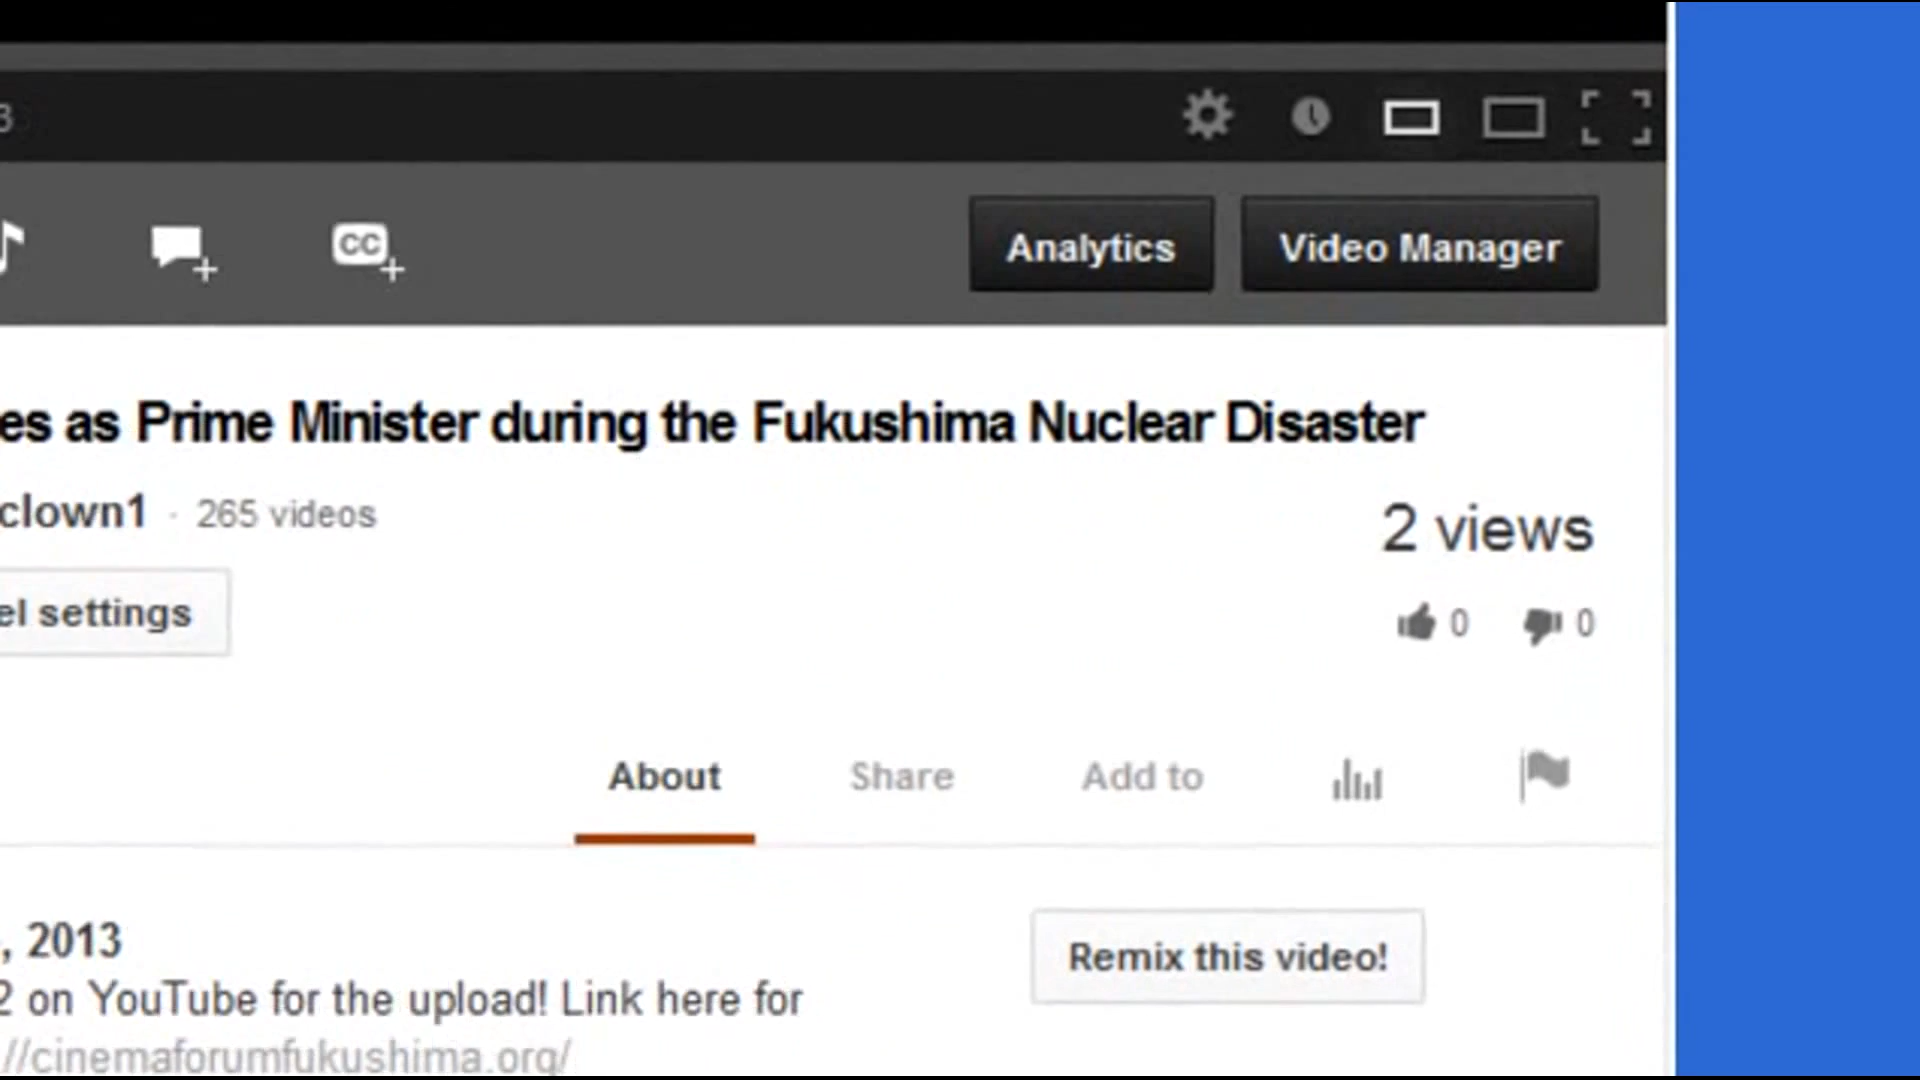 3
CC
Analytics
Video Manager
es as Prime Minister during the Fukushima Nuclear Disaster
clown1 · 265 videos
2 views
el settings
0 0
About Share Add to
, 2013
Remix this video!
2 on YouTube for the upload! Link here for
://cinemaforumfukushima.org/